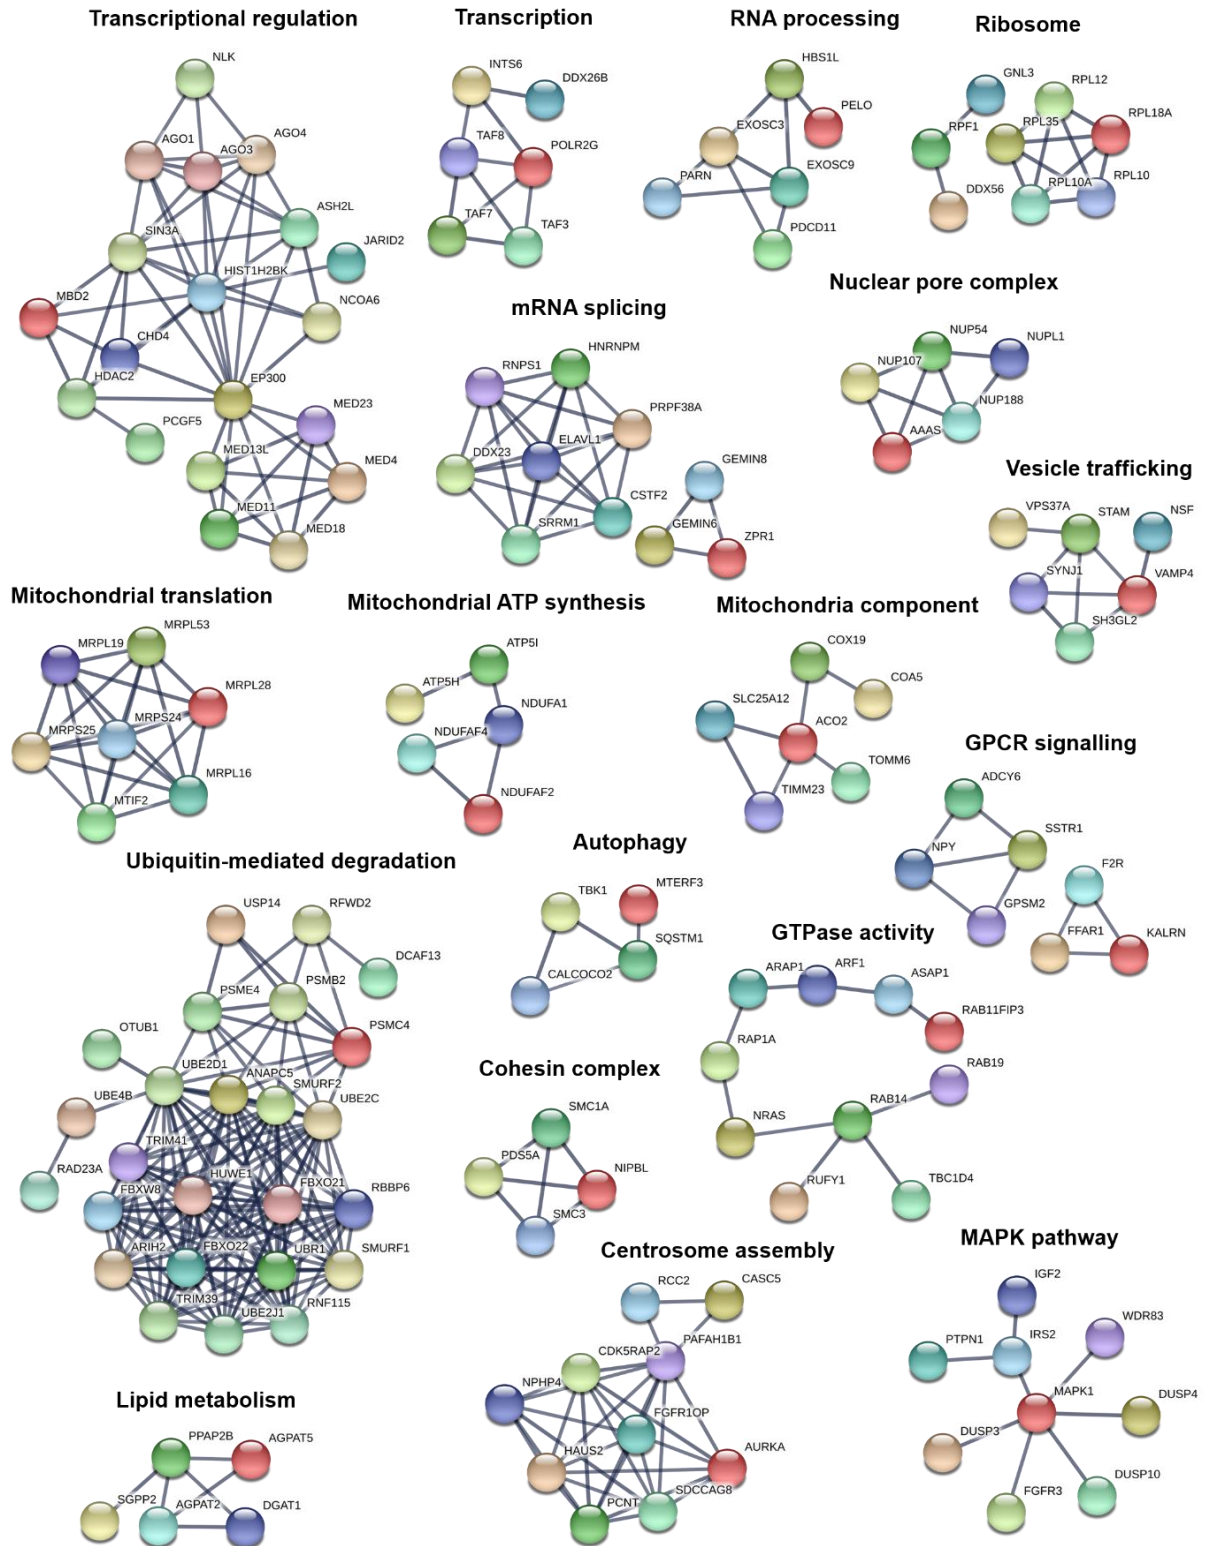 Transcriptional regulation
NLK
AGO1
AGO3
AGO4
ASH2L
SIN3A
JARID2
HIST1H2BK
MBD2
NCOA6
CHD4
HDAC2
EP300
PCGF5
MED23
MED13L
MED4
MED11
MED18
Transcription
INTS6
DDX26B
TAF8
POLR2G
TAF7
TAF3
RNA processing
HBS1L
PELO
EXOSC3
PARN
EXOSC9
PDCD11
Ribosome
GNL3
RPL12
RPF1
RPL35
RPL18A
DDX56
RPL10A
RPL10
mRNA splicing
HNRNPM
RNPS1
PRPF38A
ELAVL1
DDX23
CSTF2
SRRM1
GEMIN8
GEMIN6
ZPR1
Nuclear pore complex
NUP54
NUPL1
NUP107
NUP188
AAAS
Vesicle trafficking
VPS37A
STAM
NSF
SYNJ1
VAMP4
SH3GL2
Mitochondrial translation
MRPL19
MRPL53
MRPL28
MRPS24
MRPS25
MRPL16
MTIF2
Mitochondrial ATP synthesis
ATP5I
ATP5H
NDUFA1
NDUFAF4
NDUFAF2
Mitochondria component
COX19
COA5
SLC25A12
ACO2
TOMM6
TIMM23
GPCR signalling
ADCY6
SSTR1
NPY
GPSM2
F2R
FFAR1
KALRN
Ubiquitin-mediated degradation
USP14
RFWD2
DCAF13
PSME4
PSMB2
PSMC4
OTUB1
UBE2D1
ANAPC5
SMURF2
UBE4B
UBE2C
TRIM41
RAD23A
HUWE1
FBXO21
RBBP6
FBXW8
ARIH2
FBXO22
UBR1
SMURF1
TRIM39
UBE2J1
RNF115
Autophagy
TBK1
MTERF3
SQSTM1
CALCOCO2
GTPase activity
ARAP1
ARF1
ASAP1
RAB11FIP3
RAP1A
RAB19
NRAS
RAB14
RUFY1
TBC1D4
Cohesin complex
SMC1A
PDS5A
NIPBL
SMC3
Centrosome assembly
RCC2
CASC5
CDK5RAP2
PAFAH1B1
NPHP4
FGFR1OP
HAUS2
AURKA
PCNT
SDCCAG8
MAPK pathway
IGF2
WDR83
PTPN1
IRS2
MAPK1
DUSP4
DUSP3
DUSP10
FGFR3
Lipid metabolism
PPAP2B
AGPAT5
SGPP2
AGPAT2
DGAT1